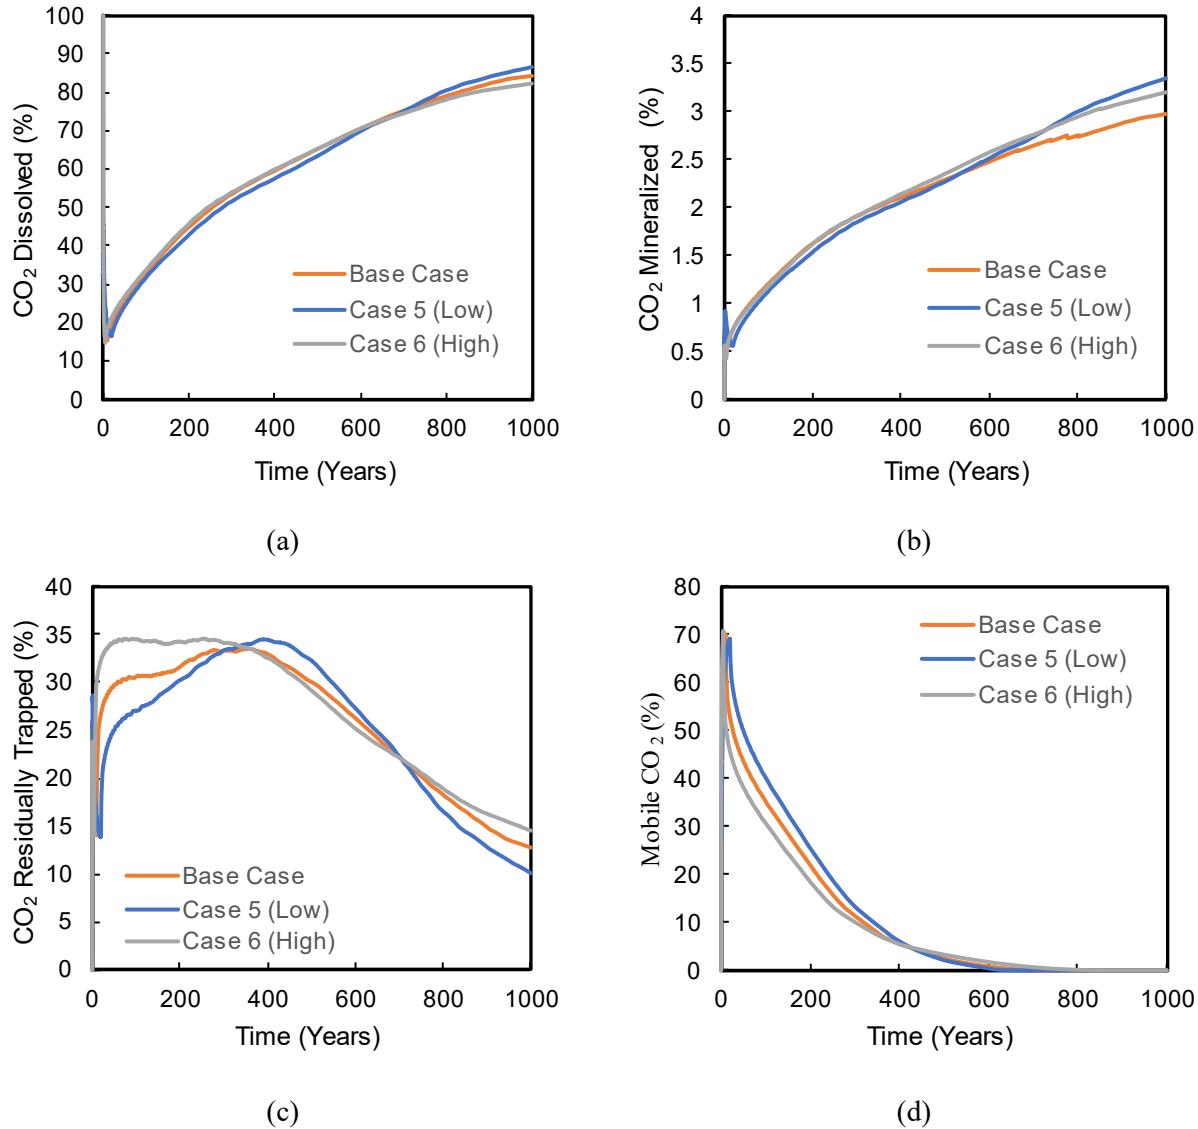 100
90
80
70
60
50
40
30
20
10
0
CO2 Dissolved (%)
Base Case
Case 5 (Low)
Case 6 (High)
0 200 400 600 800 1000
Time (Years)
(a)
4
3.5
3
2.5
2
1.5
1
0.5
0
CO2 Mineralized (%)
Base Case
Case 5 (Low)
Case 6 (High)
0 200 400 600 800 1000
Time (Years)
(b)
40
35
30
25
20
15
10
5
0
CO2 Residually Trapped (%)
Base Case
Case 5 (Low)
Case 6 (High)
0 200 400 600 800 1000
Time (Years)
(c)
80
70
60
50
40
30
20
10
0
Mobile CO2 (%)
Base Case
Case 5 (Low)
Case 6 (High)
0 200 400 600 800 1000
Time (Years)
(d)